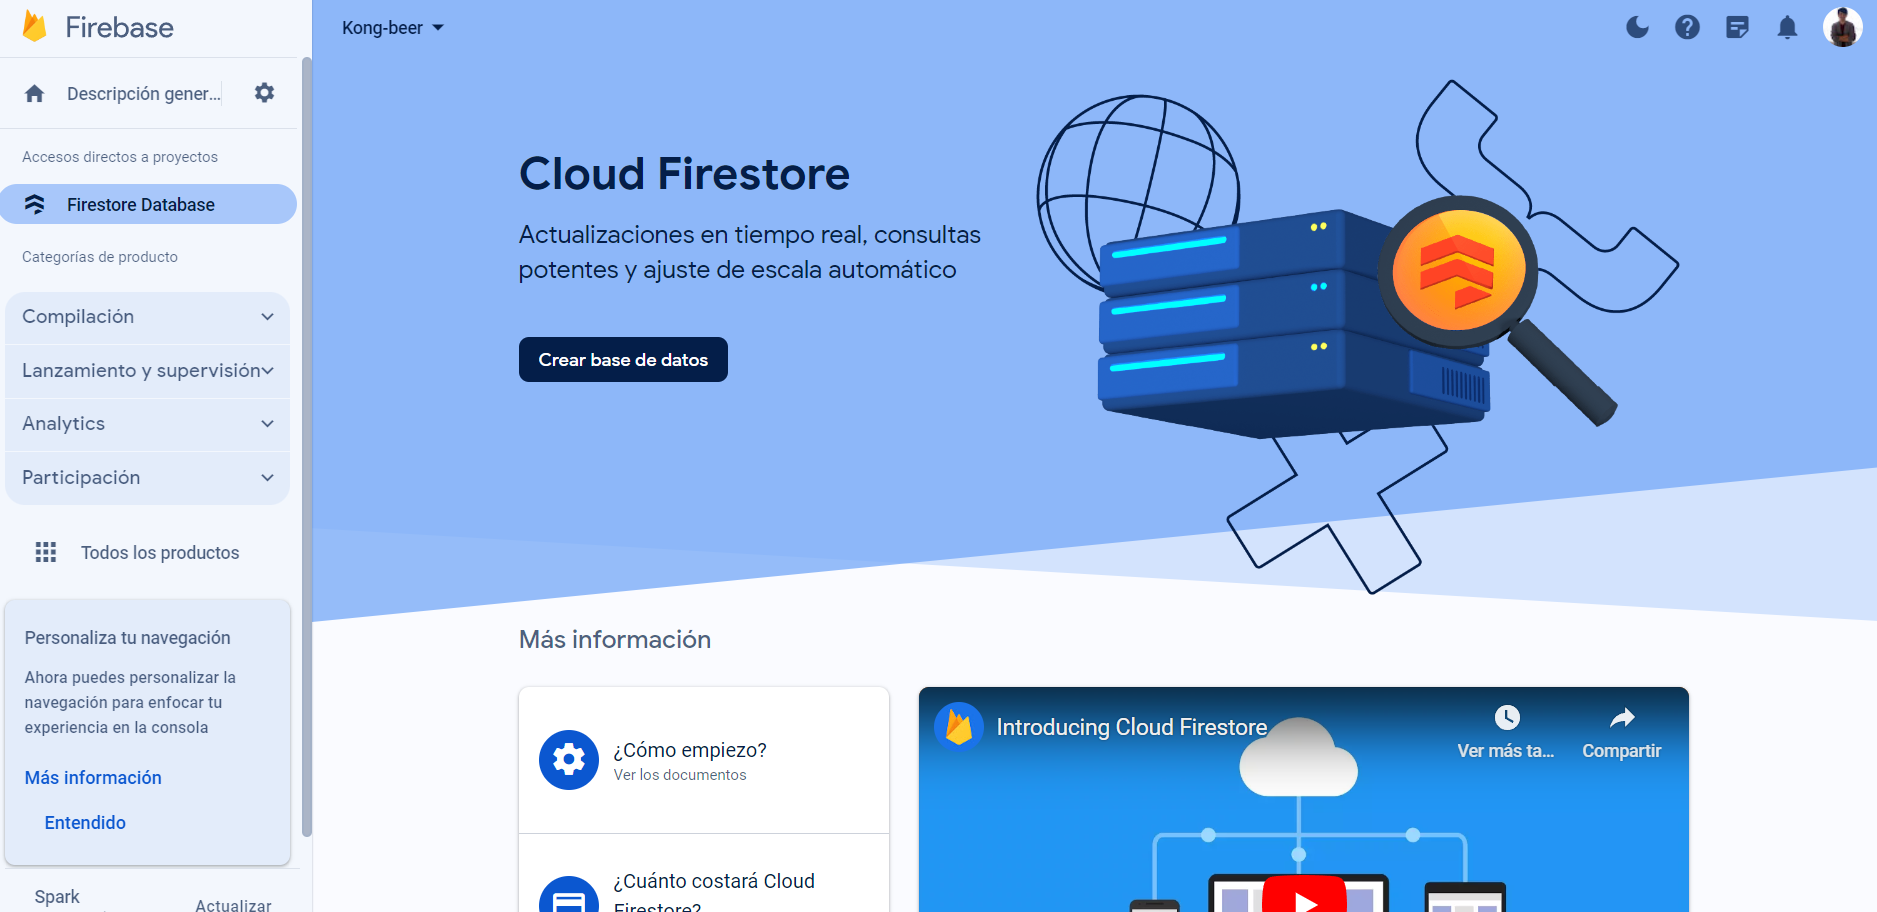 Firebase
Kong-beer
Descripción gener...
Accesos directos a proyectos
Firestore Database
Categorías de producto
Compilación
Lanzamiento y supervisión
Analytics
Participación
Todos los productos
Personaliza tu navegación
Ahora puedes personalizar la
navegación para enfocar tu
experiencia en la consola
Más información
Entendido
Spark
Actualizar
Cloud Firestore
Actualizaciones en tiempo real, consultas
potentes y ajuste de escala automático
Crear base de datos
Más información
¿Cómo empiezo?
Ver los documentos
¿Cuánto costará Cloud
Firestore?
Introducing Cloud Firestore
Ver más ta...
Compartir